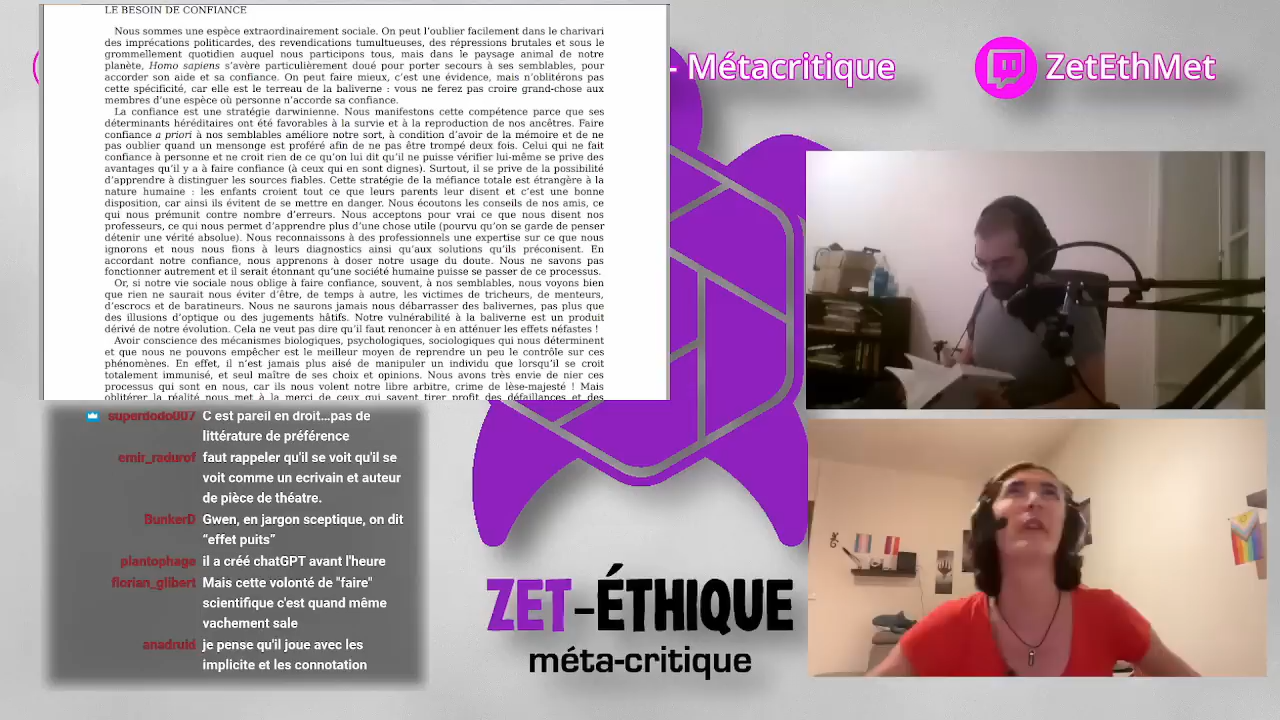 LE BESOIN DE CONFIANCE
Nous sommes une espèce extraordinairement sociale. On peut l'oublier facilement dans le charivari
des imprécations politicardes, des revendications tumultueuses, des répressions brutales et sous le
grommellement quotidien auquel nous participons tous, mais dans le paysage animal de notre
planète, Homo sapiens s'avère particulièrement doué pour porter secours à ses semblables, pour
accorder son aide et sa confiance. On peut faire mieux, c'est une évidence, mais n'oblitérons pas
cette spécificité, car elle est le terreau de la baliverne : vous ne ferez pas croire grand-chose aux
membres d'une espèce où personne n'accorde sa confiance.
La confiance est une stratégie darwinienne. Nous manifestons cette compétence parce que ses
déterminants héréditaires ont été favorables à la survie et à la reproduction de nos ancêtres. Faire
confiance a priori à nos semblables améliore notre sort, à condition d'avoir de la mémoire et de ne
pas oublier quand un mensonge est proféré afin de ne pas être trompé deux fois. Celui qui ne fait
confiance à personne et ne croit rien de ce qu'on lui dit qu'il ne puisse vérifier lui-même se prive des
avantages qu'il y a à faire confiance (à ceux qui en sont dignes). Surtout, il se prive de la possibilité
d'apprendre à distinguer les sources fiables. Cette stratégie de la méfiance totale est étrangère à la
nature humaine : les enfants croient tout ce que leurs parents leur disent et c'est une bonne
disposition, car ainsi ils évitent de se mettre en danger. Nous écoutons les conseils de nos amis, ce
qui nous prémunit contre nombre d'erreurs. Nous acceptons pour vrai ce que nous disent nos
professeurs, ce qui nous permet d'apprendre plus d'une chose utile (pourvu qu'on se garde de penser
détenir une vérité absolue). Nous reconnaissons à des professionnels une expertise sur ce que nous
ignorons et nous nous fions à leurs diagnostics ainsi qu'aux solutions qu'ils préconisent. En
accordant notre confiance, nous apprenons à doser notre usage du doute. Nous ne savons pas
fonctionner autrement et il serait étonnant qu'une société humaine puisse se passer de ce processus.
Or, si notre vie sociale nous oblige à faire confiance, souvent, à nos semblables, nous voyons bien
que rien ne saurait nous éviter d'être, de temps à autre, les victimes de tricheurs, de menteurs,
d'escrocs et de baratineurs. Nous ne saurons jamais nous débarrasser des balivernes, pas plus que
des illusions d'optique ou des jugements hâtifs. Notre vulnérabilité à la baliverne est un produit
dérivé de notre évolution. Cela ne veut pas dire qu'il faut renoncer à en atténuer les effets néfastes !
Avoir conscience des mécanismes biologiques, psychologiques, sociologiques qui nous déterminent
et que nous ne pouvons empêcher est le meilleur moyen de reprendre un peu le contrôle sur ces
phénomènes. En effet, il n'est jamais plus aisé de manipuler un individu que lorsqu'il se croit
totalement immunisé, et seul maître de ses choix et opinions. Nous avons très envie de nier ces
processus qui sont en nous, car ils nous volent notre libre arbitre, crime de lèse-majesté ! Mais
oblitérer la réalité nous met à la merci de ceux qui savent tirer profit des défaillances et des
- Métacritique
ZetEthMet
superdodo007 C est pareil en droit...pas de
littérature de préférence
emir_radurof faut rappeler qu'il se voit qu'il se
voit comme un ecrivain et auteur
de pièce de théatre.
BunkerD Gwen, en jargon sceptique, on dit
"effet puits"
plantophage il a créé chatGPT avant l'heure
florian_glibert Mais cette volonté de "faire"
scientifique c'est quand même
vachement sale
anadruid je pense qu'il joue avec les
implicite et les connotation
ZET-ÉTHIQUE
méta-critique